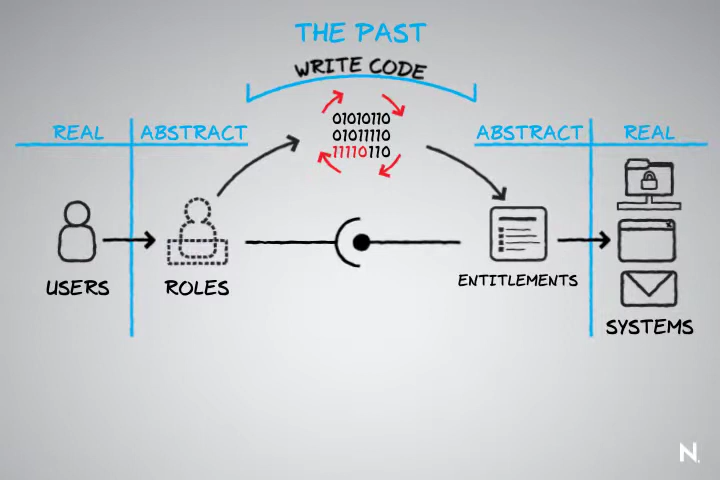 THE PAST
WRITE CODE
REAL
ABSTRACT
01010110
01011110
11110110
ABSTRACT
REAL
USERS
ROLES
ENTITLEMENTS
SYSTEMS
N.